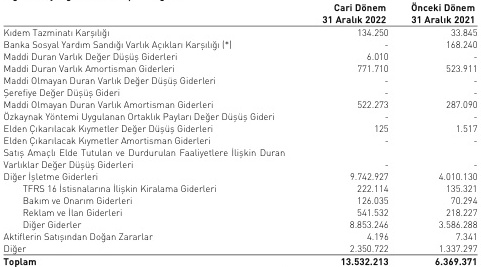 Cari Dönem Önceki Dönem
31 Aralık 2022 31 Aralık 2021
Kıdem Tazminatı Karşılığı 134.250 33.845
Banka Sosyal Yardım Sandığı Varlık Açıkları Karşılığı (*) - 168.240
Maddi Duran Varlık Değer Düşüş Giderleri 6.010 -
Maddi Duran Varlık Amortisman Giderleri 771.710 523.911
Maddi Olmayan Duran Varlık Değer Düşüş Giderleri - -
Şerefiye Değer Düşüş Gideri - -
Maddi Olmayan Duran Varlık Amortisman Giderleri 522.273 287.090
Özkaynak Yöntemi Uygulanan Ortaklık Payları Değer Düşüş Gideri - -
Elden Çıkarılacak Kıymetler Değer Düşüş Giderleri 125 1.517
Elden Çıkarılacak Kıymetler Amortisman Giderleri - -
Satış Amaçlı Elde Tutulan ve Durdurulan Faaliyetlere İlişkin Duran
Varlıklar Değer Düşüş Giderleri - -
Diğer İşletme Giderleri 9.742.927 4.010.130
TFRS 16 İstisnalarına İlişkin Kiralama Giderleri 222.114 135.321
Bakım ve Onarım Giderleri 126.035 70.294
Reklam ve İlan Giderleri 541.532 218.227
Diğer Giderler 8.853.246 3.586.288
Aktiflerin Satışından Doğan Zararlar 4.196 7.341
Diğer 2.350.722 1.337.297
Toplam 13.532.213 6.369.371